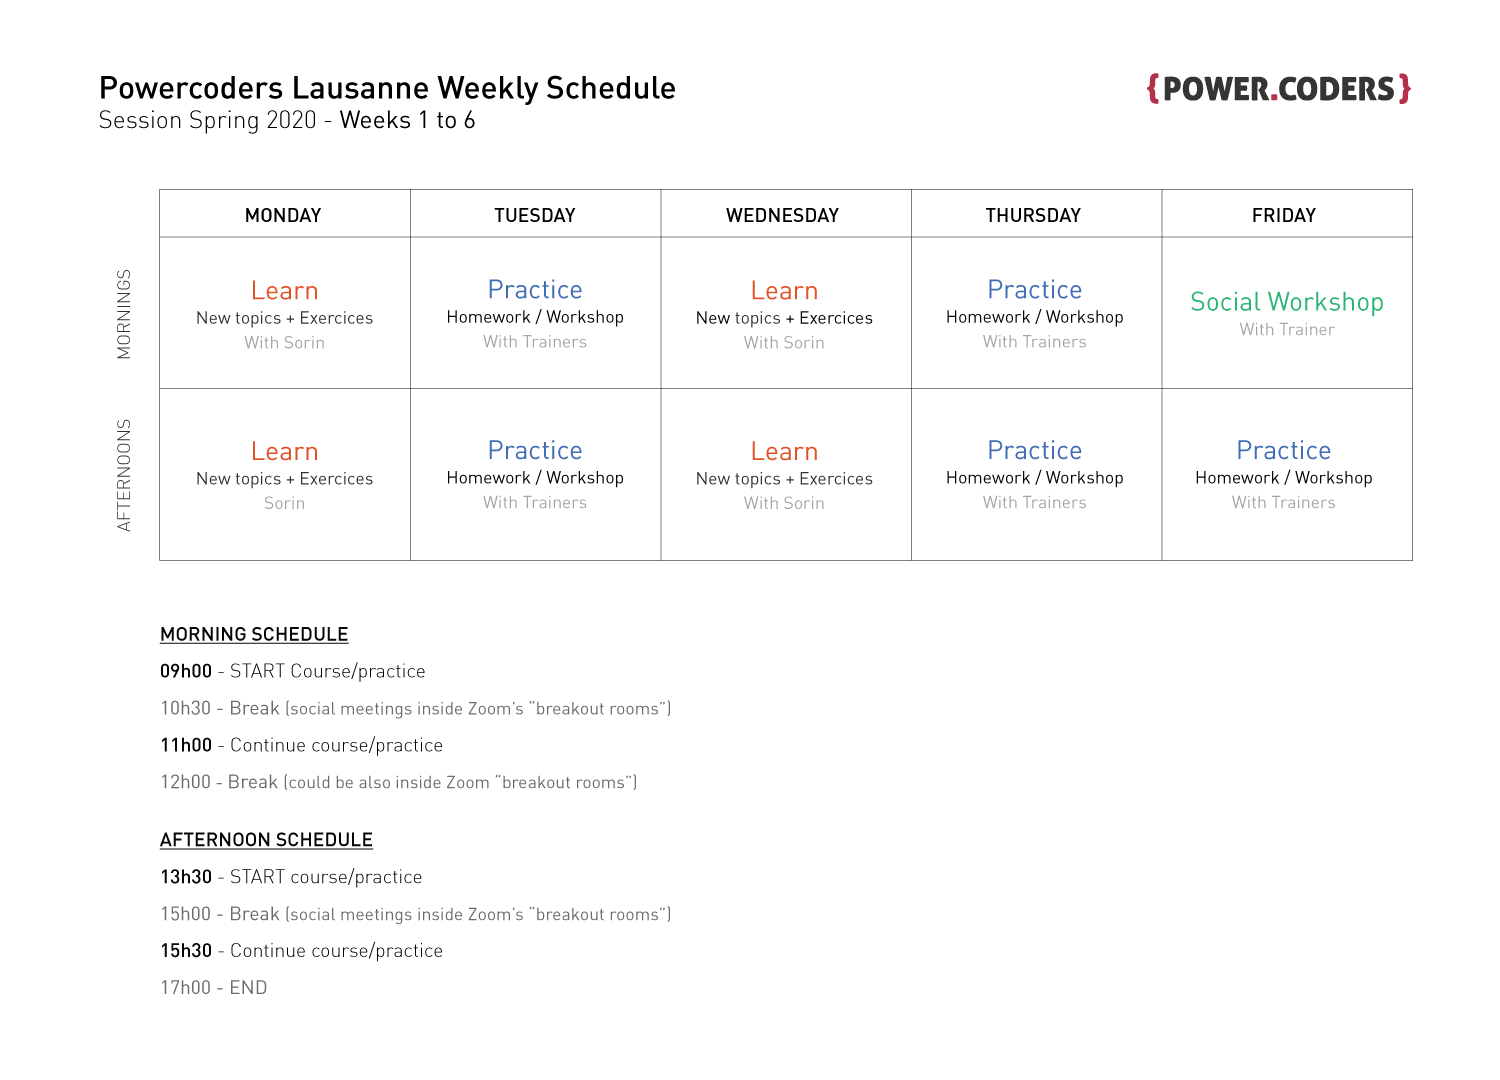 Powercoders Lausanne Weekly Schedule
Session Spring 2020 - Weeks 1 to 6
{POWER.CODERS}
MONDAY TUESDAY WEDNESDAY THURSDAY FRIDAY
MORNINGS
Learn
New topics + Exercices
With Sorin
Practice
Homework / Workshop
With Trainers
Learn
New topics + Exercices
With Sorin
Practice
Homework / Workshop
With Trainers
Social Workshop
With Trainer
AFTERNOONS
Learn
New topics + Exercices
Sorin
Practice
Homework / Workshop
With Trainers
Learn
New topics + Exercices
With Sorin
Practice
Homework / Workshop
With Trainers
Practice
Homework / Workshop
With Trainers
MORNING SCHEDULE
09h00 - START Course/practice
10h30 - Break (social meetings inside Zoom's "breakout rooms")
11h00 - Continue course/practice
12h00 - Break (could be also inside Zoom "breakout rooms")
AFTERNOON SCHEDULE
13h30 - START course/practice
15h00 - Break (social meetings inside Zoom's "breakout rooms")
15h30 - Continue course/practice
17h00 - END